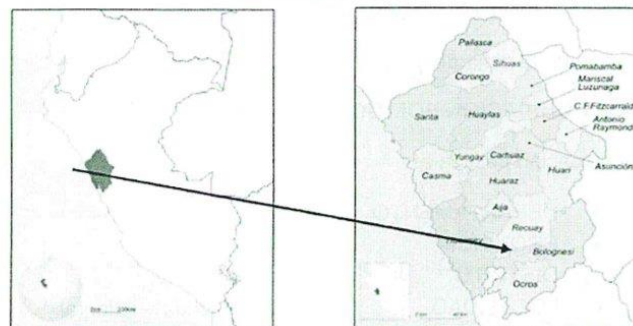 Pallasca
Sihuas
Pomabamba
Corongo
Mariscal
Luzuriaga
C.F.Fitzcarrald
Santa
Huaylas
Antonio
Raymondi
Yungay
Carhuaz
Asunción
Casma
Huari
Huaraz
Aija
Recuay
Bolognesi
Ocros